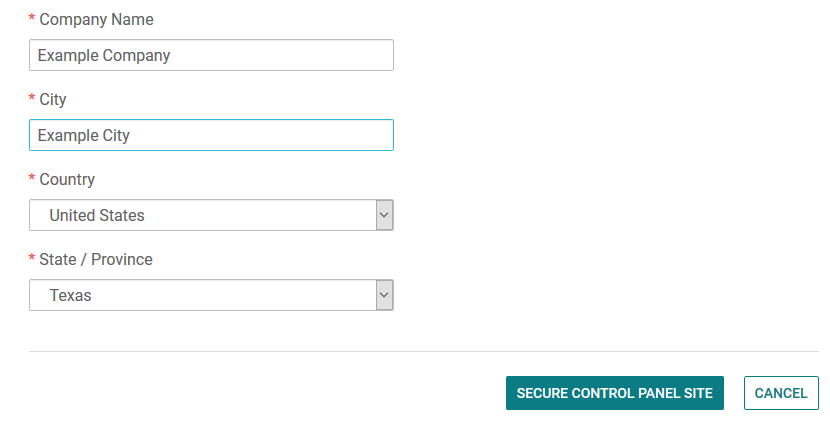 * Company Name
Example Company
* City
Example City
* Country
United States
* State / Province
Texas
SECURE CONTROL PANEL SITE CANCEL